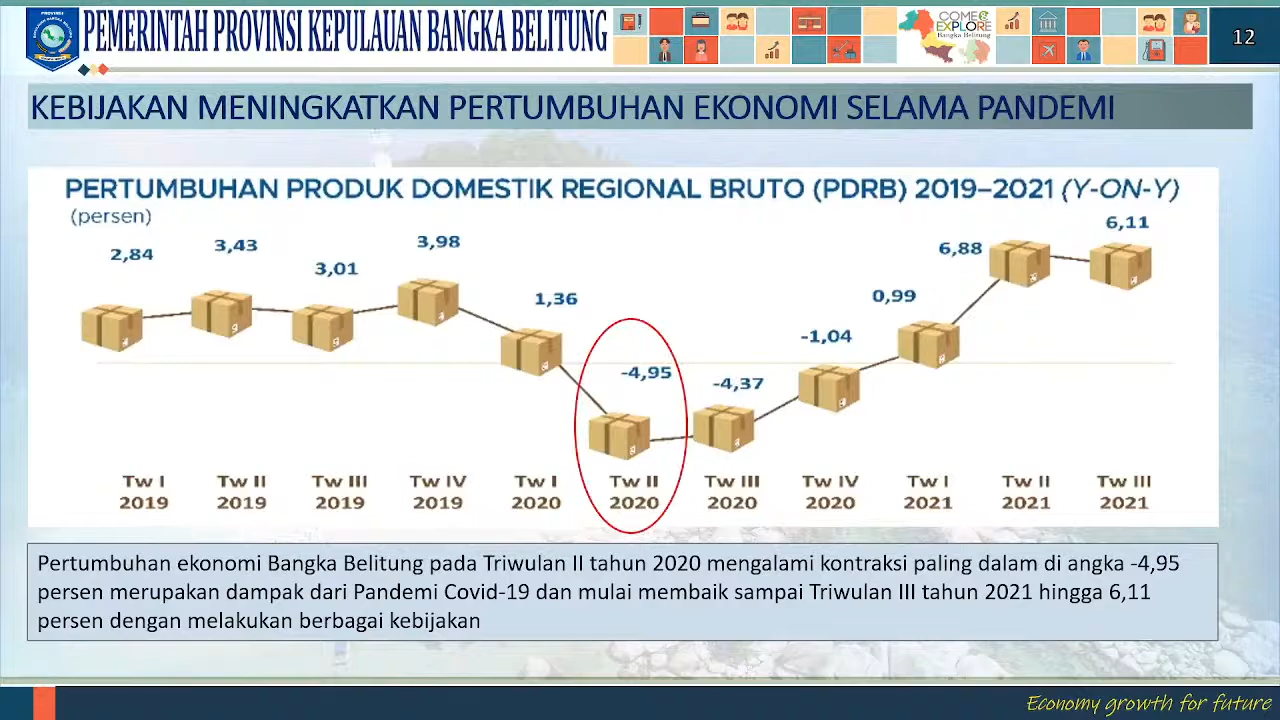 PEMERINTAH PROVINSI KEPULAUAN BANGKA BELITUNG
COME
EXPLORE
Bangka Belitung
12
KEBIJAKAN MENINGKATKAN PERTUMBUHAN EKONOMI SELAMA PANDEMI
PERTUMBUHAN PRODUK DOMESTIK REGIONAL BRUTO (PDRB) 2019–2021 (Y-ON-Y)
(persen)
2,84
3,43
3,01
3,98
1,36
-4,95
-4,37
-1,04
0,99
6,88
6,11
Tw I Tw II Tw III Tw IV Tw I Tw II Tw III Tw IV Tw I Tw II Tw III
2019 2019 2019 2019 2020 2020 2020 2020 2021 2021 2021
Pertumbuhan ekonomi Bangka Belitung pada Triwulan II tahun 2020 mengalami kontraksi paling dalam di angka -4,95
persen merupakan dampak dari Pandemi Covid-19 dan mulai membaik sampai Triwulan III tahun 2021 hingga 6,11
persen dengan melakukan berbagai kebijakan
Economy growth for future